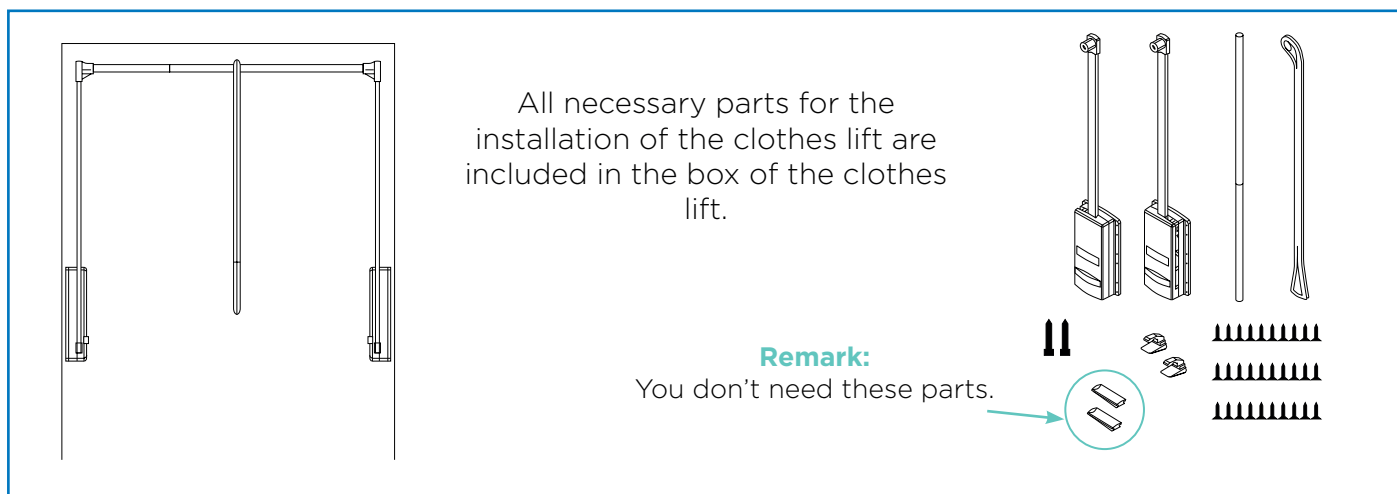 All necessary parts for the
installation of the clothes lift are
included in the box of the clothes
lift.
Remark:
You don’t need these parts.